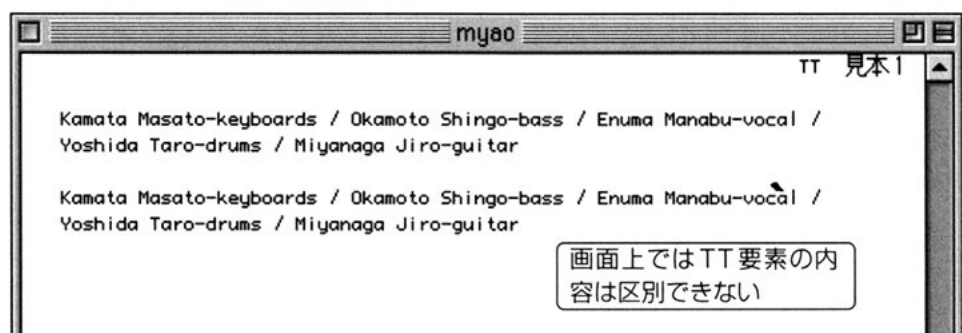 myao
TT 見本1
Kamata Masato-keyboards / Okamoto Shingo-bass / Enuma Manabu-vocal /
Yoshida Taro-drums / Miyanaga Jiro-guitar
Kamata Masato-keyboards / Okamoto Shingo-bass / Enuma Manabu-vocal /
Yoshida Taro-drums / Miyanaga Jiro-guitar
画面上ではTT要素の内
容は区別できない